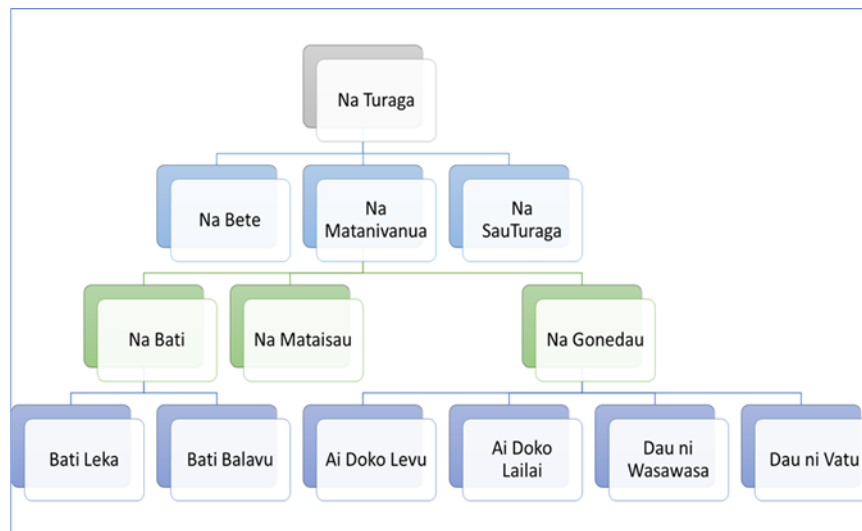 Na Turaga
Na Bete
Na
Matanivanua
Na
SauTuraga
Na Bati
Na Mataisau
Na Gonedau
Bati Leka
Bati Balavu
Ai Doko Levu
Ai Doko
Lailai
Dau ni
Wasawasa
Dau ni Vatu